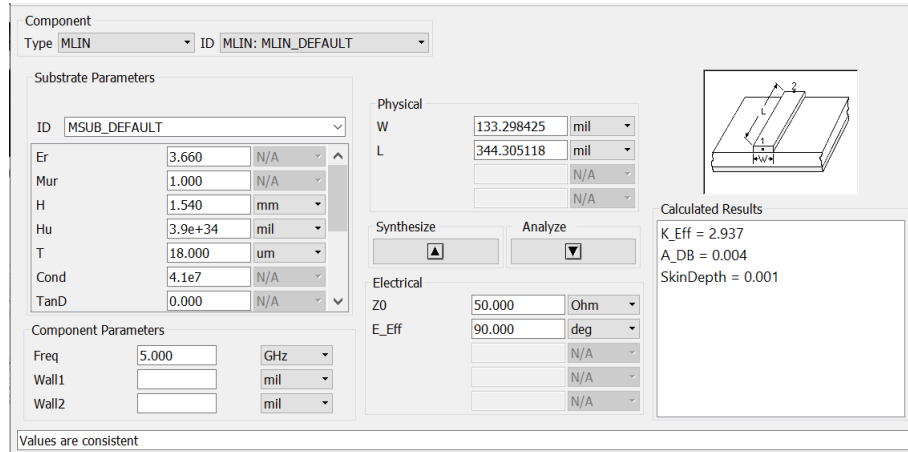 Component
Type MLIN ID MLIN: MLIN_DEFAULT
Substrate Parameters
ID MSUB_DEFAULT
Er 3.660 N/A
Mur 1.000 N/A
H 1.540 mm
Hu 3.9e+34 mil
T 18.000 um
Cond 4.1e7 N/A
TanD 0.000 N/A
Component Parameters
Freq 5.000 GHz
Wall1 mil
Wall2 mil
Physical
W 133.298425 mil
L 344.305118 mil
N/A
N/A
Synthesize Analyze
Electrical
Z0 50.000 Ohm
E_Eff 90.000 deg
N/A
N/A
N/A
2
L
1
W
Calculated Results
K_Eff = 2.937
A_DB = 0.004
SkinDepth = 0.001
Values are consistent